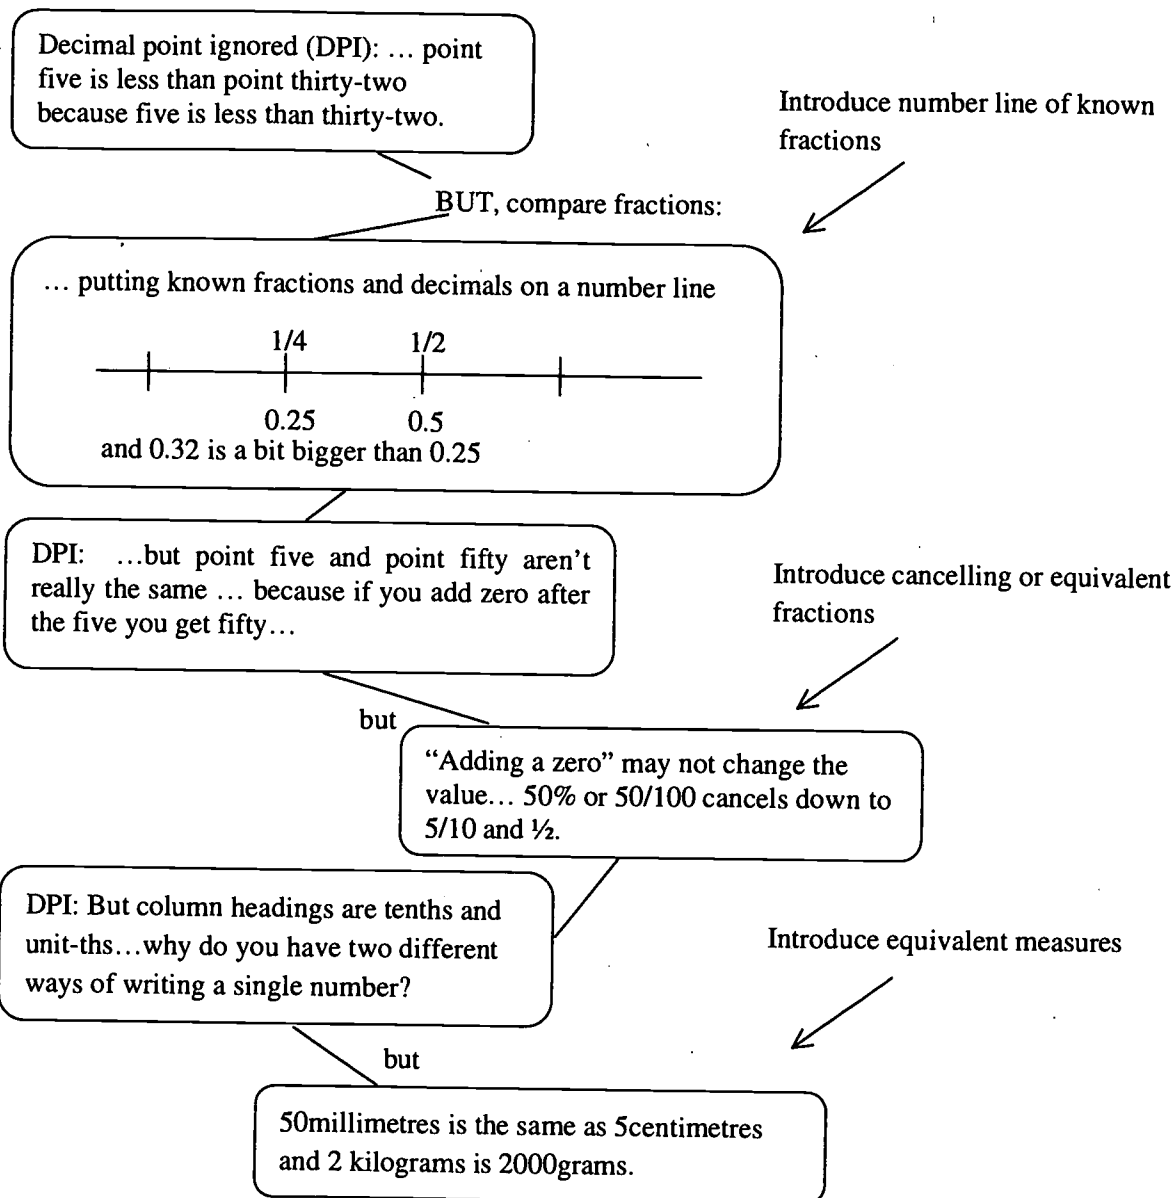 Decimal point ignored (DPI): … point
five is less than point thirty-two
because five is less than thirty-two.
Introduce number line of known
fractions
BUT, compare fractions:
… putting known fractions and decimals on a number line
1/4 1/2
0.25 0.5
and 0.32 is a bit bigger than 0.25
DPI: …but point five and point fifty aren't
really the same … because if you add zero after
the five you get fifty…
Introduce cancelling or equivalent
fractions
but
“Adding a zero” may not change the
value… 50% or 50/100 cancels down to
5/10 and ½.
DPI: But column headings are tenths and
unit-ths…why do you have two different
ways of writing a single number?
Introduce equivalent measures
but
50millimetres is the same as 5centimetres
and 2 kilograms is 2000grams.